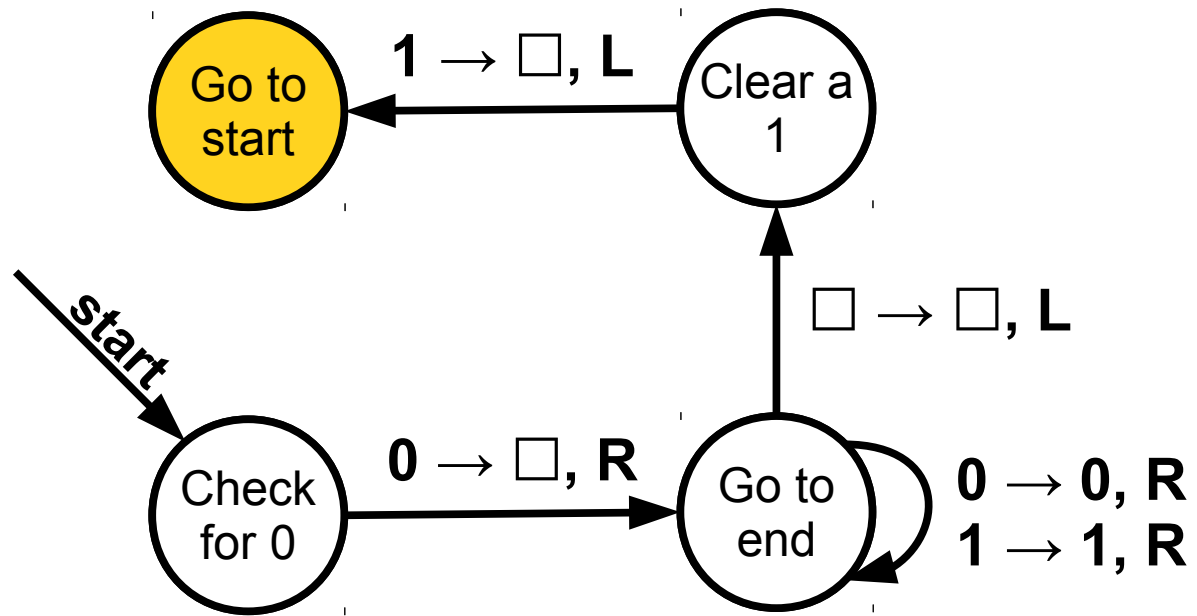 Go to
start
1 → □, L
Clear a
1
start
□ → □, L
Check
for 0
0 → □, R
Go to
end
0 → 0, R
1 → 1, R